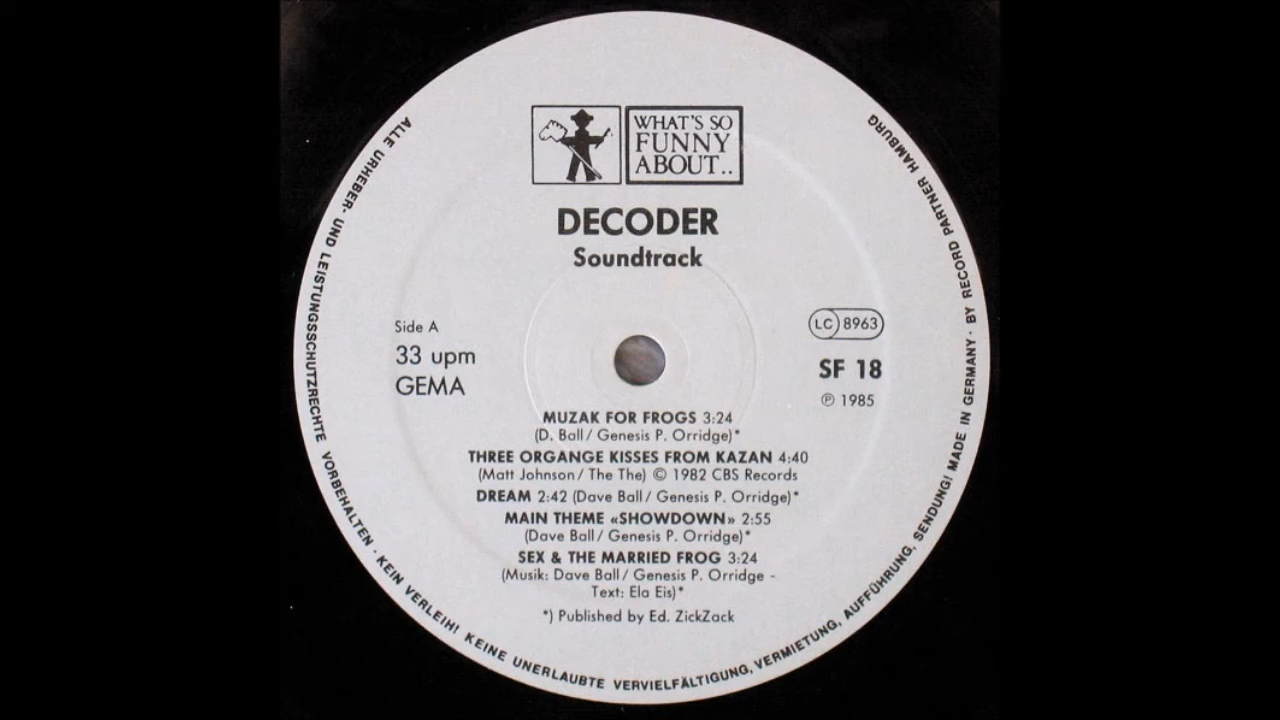 WHAT'S SO
FUNNY
ABOUT..
DECODER
Soundtrack
Side A
33 upm
GEMA
LC 8963
SF 18
℗ 1985
MUZAK FOR FROGS 3:24
(D. Ball / Genesis P. Orridge)*
THREE ORGANGE KISSES FROM KAZAN 4:40
(Matt Johnson / The The) © 1982 CBS Records
DREAM 2:42 (Dave Ball / Genesis P. Orridge)*
MAIN THEME «SHOWDOWN» 2:55
(Dave Ball / Genesis P. Orridge)*
SEX & THE MARRIED FROG 3:24
(Musik: Dave Ball / Genesis P. Orridge -
Text: Ela Eis)*
*) Published by Ed. ZickZack
ALLE URHEBER- UND LEISTUNGSSCHUTZRECHTE VORBEHALTEN · KEIN VERLEIH! KEINE UNERLAUBTE VERVIELFÄLTIGUNG, VERMIETUNG, AUFFÜHRUNG, SENDUNG! MADE IN GERMANY · BY RECORD PARTNER HAMBURG